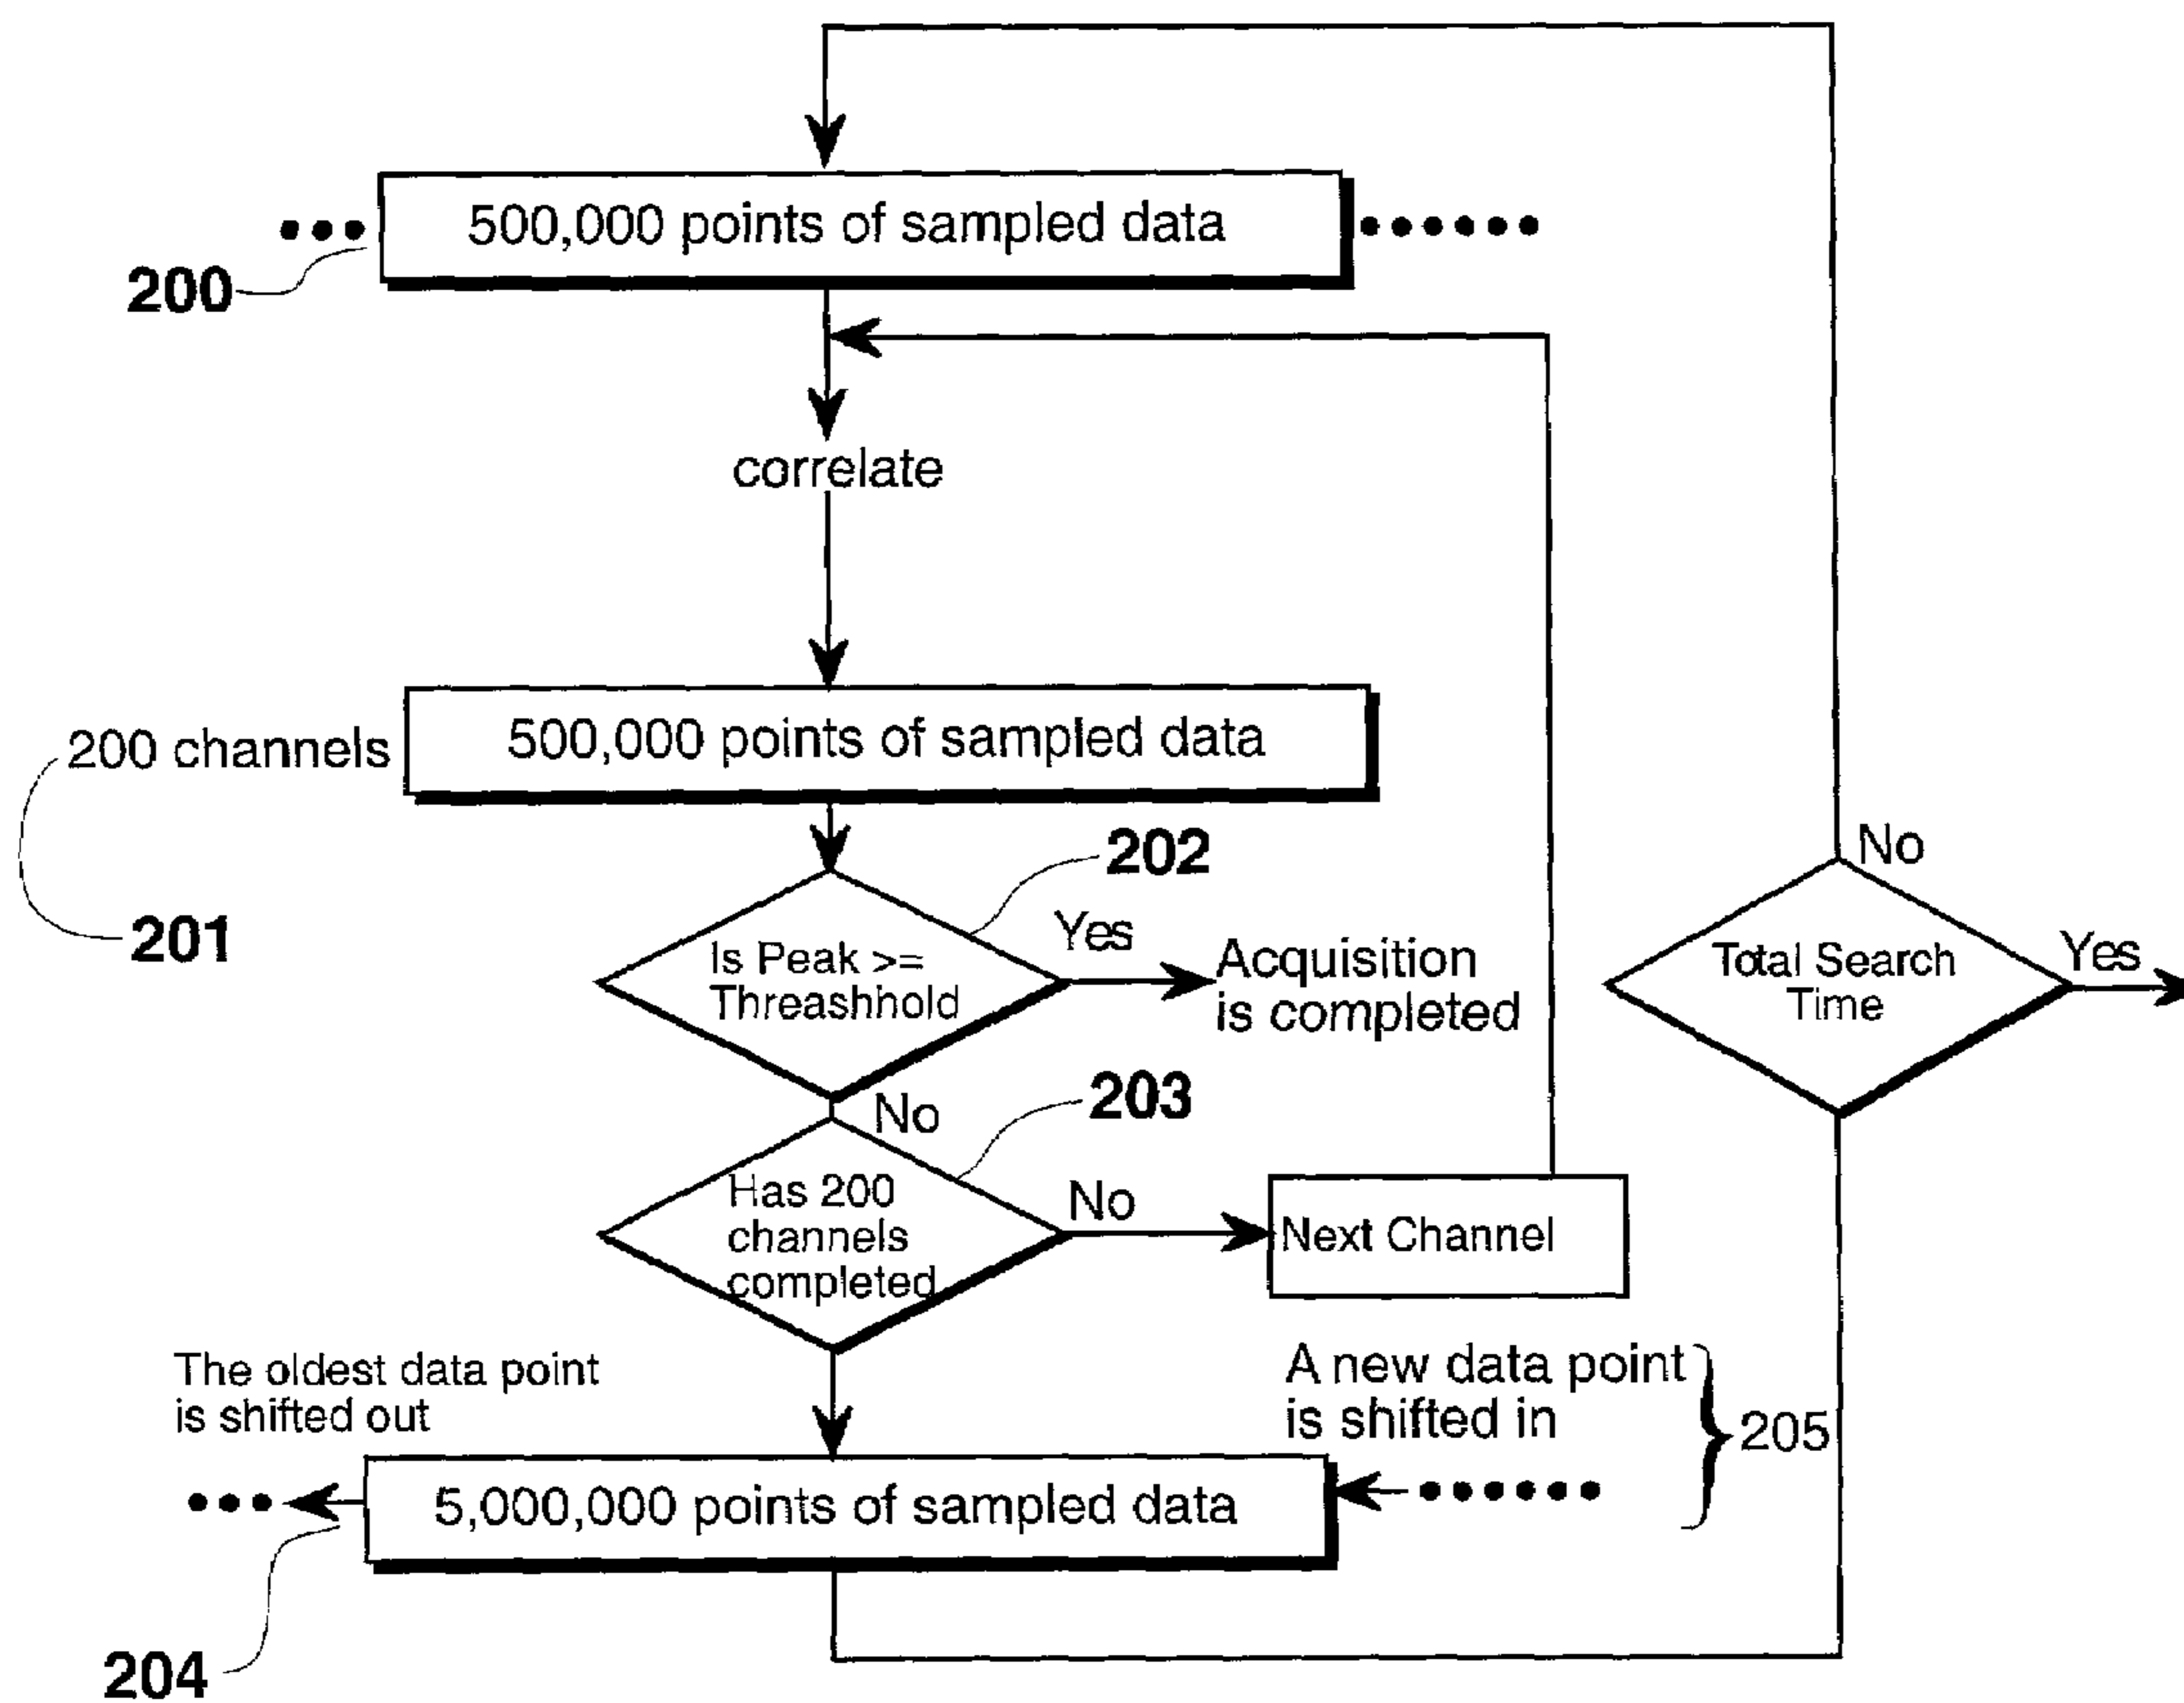 500,000 points of sampled data
200
correlate
200 channels
500,000 points of sampled data
201
202
Is Peak >=
Threashhold
Yes
Acquisition
is completed
No
Total Search
Time
Yes
No
203
Has 200
channels
completed
No
Next Channel
The oldest data point
is shifted out
A new data point
is shifted in
205
5,000,000 points of sampled data
204